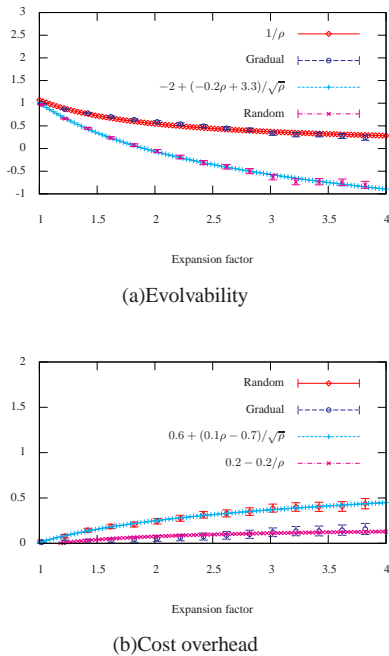 3
2.5
2
1.5
1
0.5
0
-0.5
-1
1/ρ
Gradual
−2 + (−0.2ρ + 3.3)/√ρ
Random
1 1.5 2 2.5 3 3.5 4
Expansion factor
(a)Evolvability
2
1.5
1
0.5
0
Random
Gradual
0.6 + (0.1ρ − 0.7)/√ρ
0.2 − 0.2/ρ
1 1.5 2 2.5 3 3.5 4
Expansion factor
(b)Cost overhead